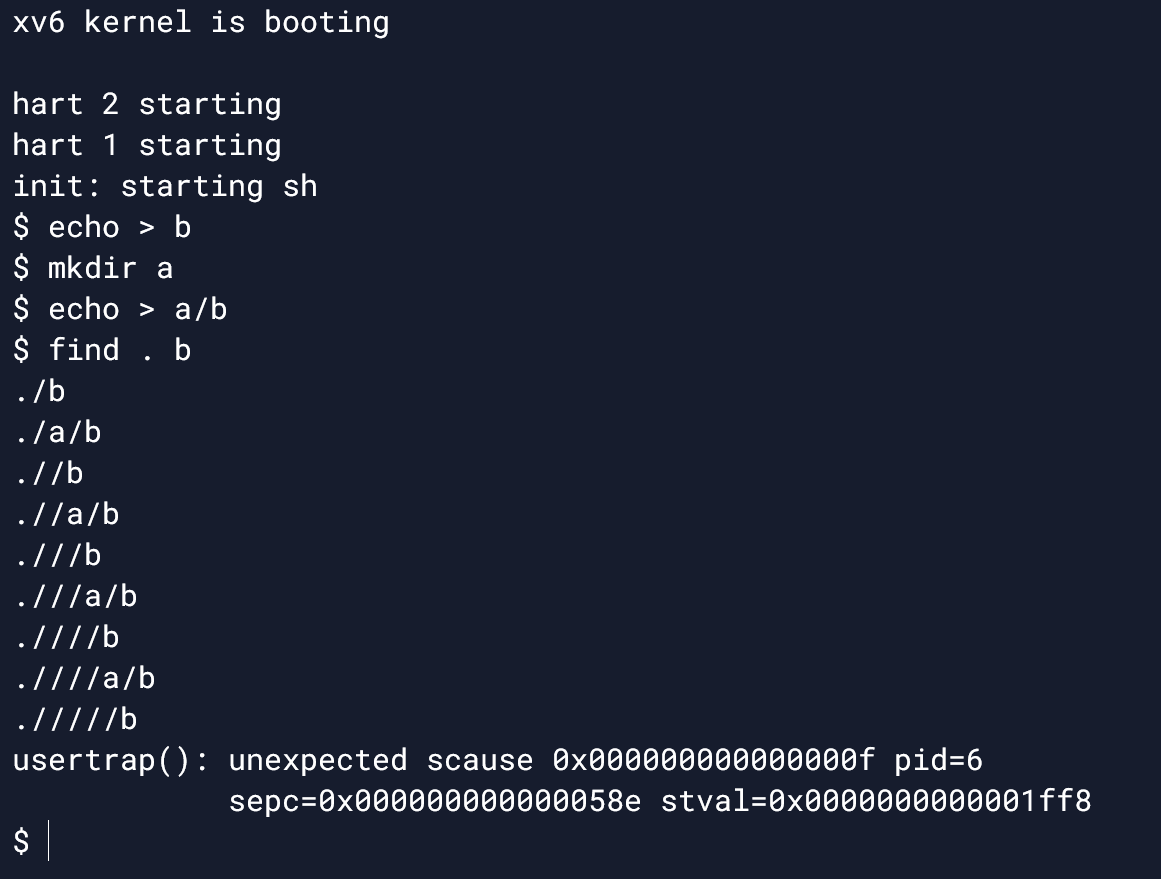 xv6 kernel is booting
hart 2 starting
hart 1 starting
init: starting sh
$ echo > b
$ mkdir a
$ echo > a/b
$ find . b
./b
./a/b
.//b
.//a/b
.///b
.///a/b
.////b
.////a/b
./////b
usertrap(): unexpected scause 0x000000000000000f pid=6
sepc=0x000000000000058e stval=0x0000000000001ff8
$